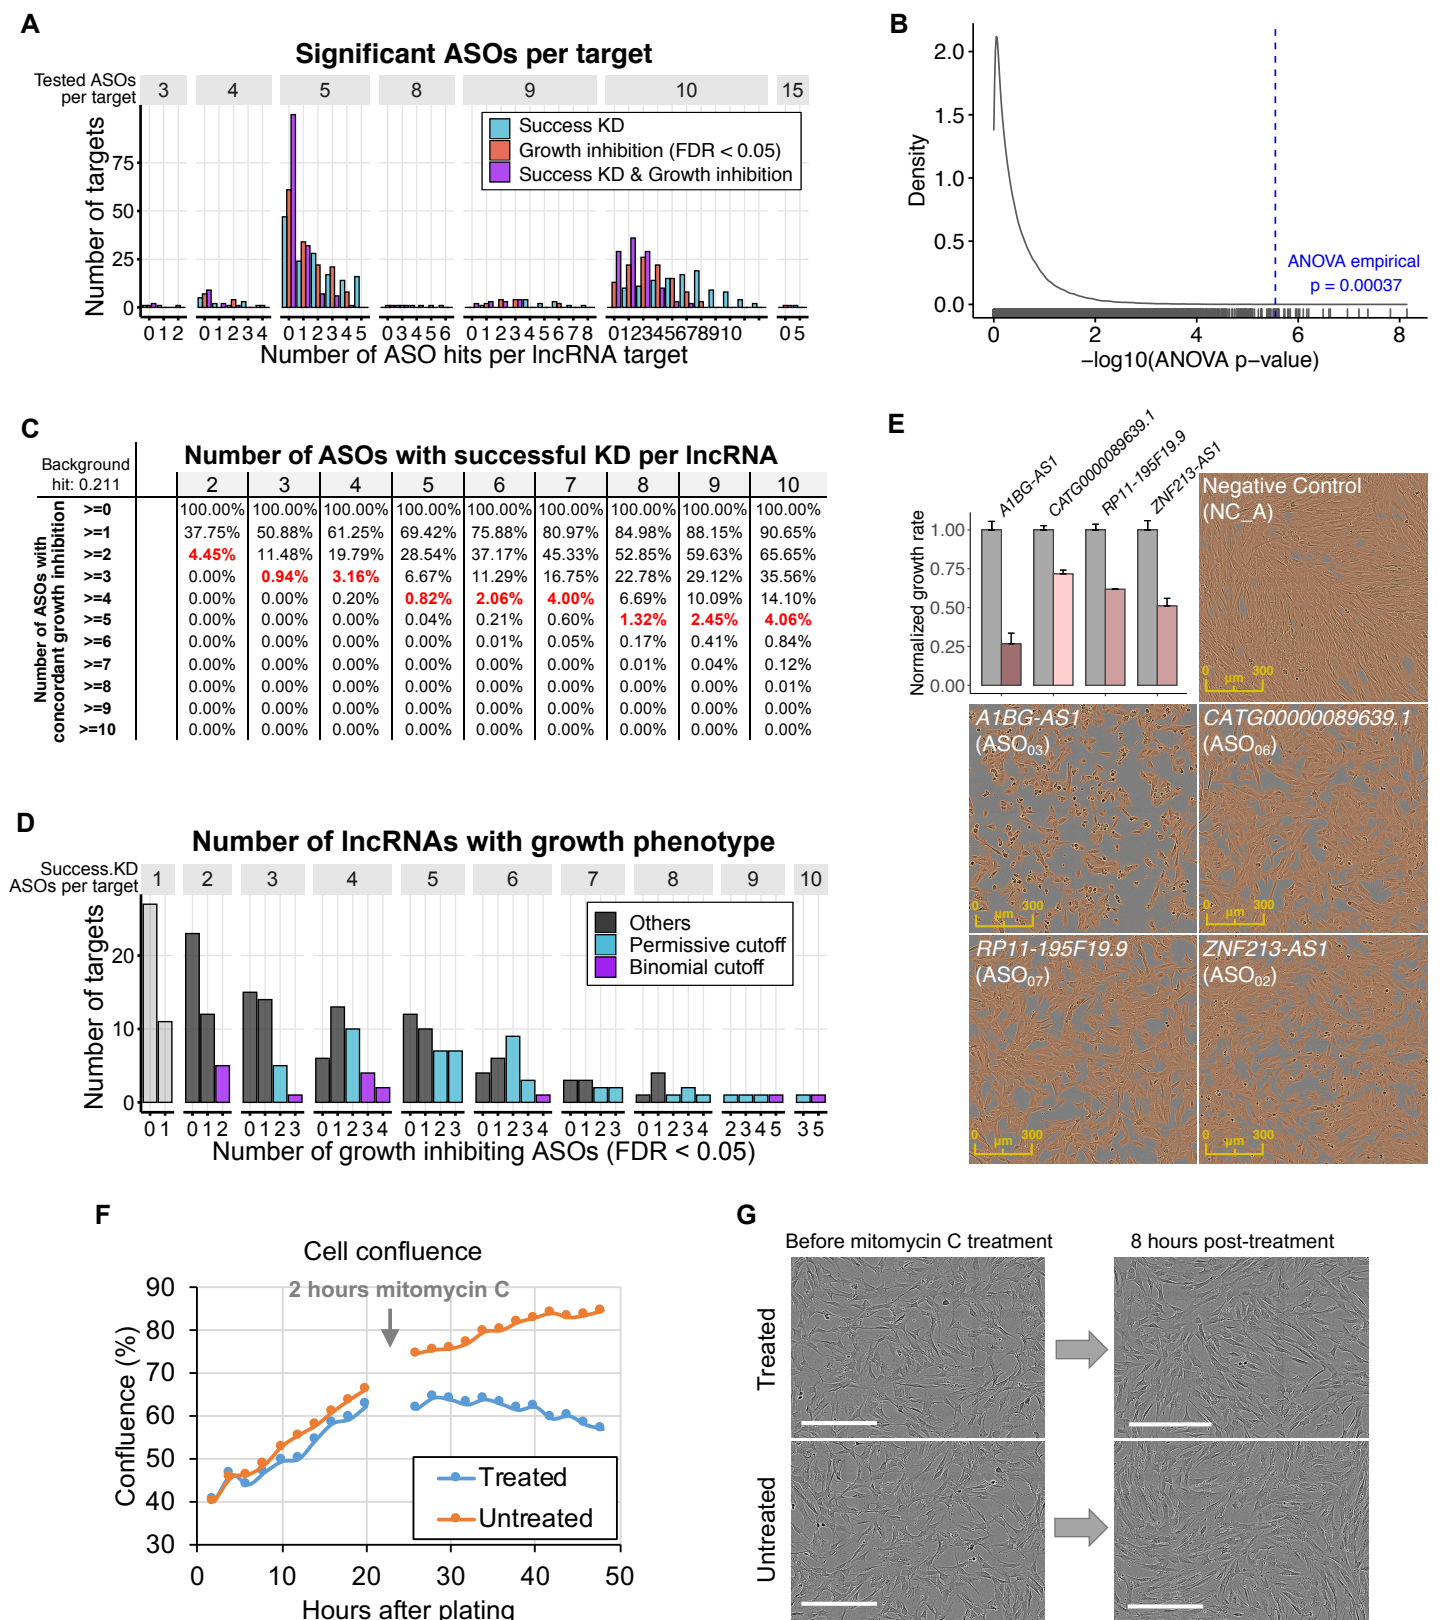 A
Significant ASOs per target
Tested ASOs
per target
3 4 5 8 9 10 15
Success KD
Growth inhibition (FDR < 0.05)
Success KD & Growth inhibition
Number of targets
75
50
25
0
0 1 2 0 1 2 3 4 0 1 2 3 4 5 0 3 4 5 6 0 1 2 3 4 5 6 7 8 0 1 2 3 4 5 6 7 8 9 10 0 5
Number of ASO hits per lncRNA target
B
Density
2.0
1.5
1.0
0.5
0.0
ANOVA empirical
p = 0.00037
0 2 4 6 8
−log10(ANOVA p−value)
C
Number of ASOs with successful KD per lncRNA
Background
hit: 0.211
2 3 4 5 6 7 8 9 10
Number of ASOs with
concordant growth inhibition
>=0 100.00% 100.00% 100.00% 100.00% 100.00% 100.00% 100.00% 100.00% 100.00%
>=1 37.75% 50.88% 61.25% 69.42% 75.88% 80.97% 84.98% 88.15% 90.65%
>=2 4.45% 11.48% 19.79% 28.54% 37.17% 45.33% 52.85% 59.63% 65.65%
>=3 0.00% 0.94% 3.16% 6.67% 11.29% 16.75% 22.78% 29.12% 35.56%
>=4 0.00% 0.00% 0.20% 0.82% 2.06% 4.00% 6.69% 10.09% 14.10%
>=5 0.00% 0.00% 0.00% 0.04% 0.21% 0.60% 1.32% 2.45% 4.06%
>=6 0.00% 0.00% 0.00% 0.00% 0.01% 0.05% 0.17% 0.41% 0.84%
>=7 0.00% 0.00% 0.00% 0.00% 0.00% 0.00% 0.01% 0.04% 0.12%
>=8 0.00% 0.00% 0.00% 0.00% 0.00% 0.00% 0.00% 0.00% 0.01%
>=9 0.00% 0.00% 0.00% 0.00% 0.00% 0.00% 0.00% 0.00% 0.00%
>=10 0.00% 0.00% 0.00% 0.00% 0.00% 0.00% 0.00% 0.00% 0.00%
D
Number of lncRNAs with growth phenotype
Success.KD
ASOs per target
1 2 3 4 5 6 7 8 9 10
Others
Permissive cutoff
Binomial cutoff
Number of targets
20
10
0
0 1 0 1 2 0 1 2 3 0 1 2 3 4 0 1 2 3 0 1 2 3 4 0 1 2 3 0 1 2 3 4 2 3 4 5 3 5
Number of growth inhibiting ASOs (FDR < 0.05)
E
A1BG-AS1
CATG0000089639.1
RP11-195F19.9
ZNF213-AS1
Normalized growth rate
1.00
0.75
0.50
0.25
0.00
Negative Control
(NC_A)
0 µm 300
A1BG-AS1
(ASO03)
0 µm 300
CATG00000089639.1
(ASO06)
0 µm 300
RP11-195F19.9
(ASO07)
0 µm 300
ZNF213-AS1
(ASO02)
0 µm 300
F
Cell confluence
2 hours mitomycin C
Confluence (%)
90
80
70
60
50
40
30
Treated
Untreated
0 10 20 30 40 50
Hours after plating
G
Before mitomycin C treatment
8 hours post-treatment
Treated
Untreated